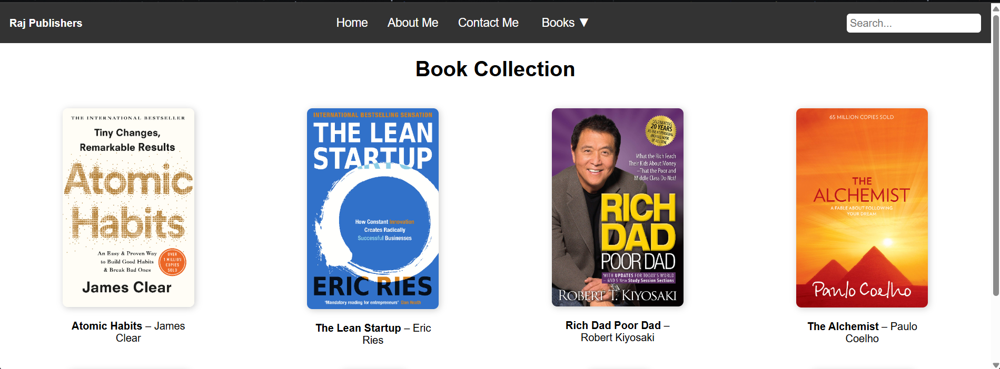 Raj Publishers
Home
About Me
Contact Me
Books ▼
Search...
Book Collection
THE INTERNATIONAL BESTSELLER
Tiny Changes,
Remarkable Results
Atomic
Habits
An Easy & Proven Way
to Build Good Habits
& Break Bad Ones
OVER
1 MILLION
COPIES
SOLD
James Clear
Atomic Habits – James
Clear
INTERNATIONAL BESTSELLING SENSATION
THE LEAN
STARTUP
How Constant Innovation
Creates Radically
Successful Businesses
ERIC RIES
'Mandatory reading for entrepreneurs' Dan Heath
The Lean Startup – Eric
Ries
CELEBRATING
20 YEARS
AS THE #1 PERSONAL
FINANCE BOOK
OF ALL TIME
What the Rich Teach
Their Kids About Money
–That the Poor and
Middle Class Do Not!
RICH
DAD
POOR DAD
WITH UPDATES FOR TODAY'S WORLD
– AND 9 New Study Session Sections
ROBERT T. KIYOSAKI
Rich Dad Poor Dad –
Robert Kiyosaki
65 MILLION COPIES SOLD
THE
ALCHEMIST
A FABLE ABOUT FOLLOWING
YOUR DREAM
Paulo Coelho
The Alchemist – Paulo
Coelho